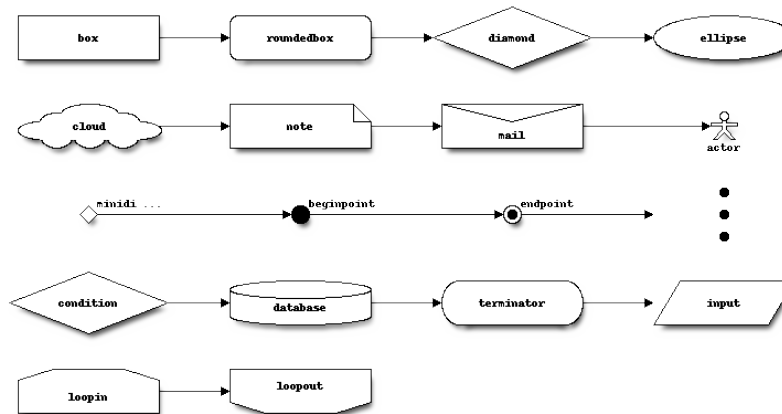 box
roundedbox
diamond
ellipse
cloud
note
mail
actor
minidi ...
beginpoint
endpoint
condition
database
terminator
input
loopin
loopout